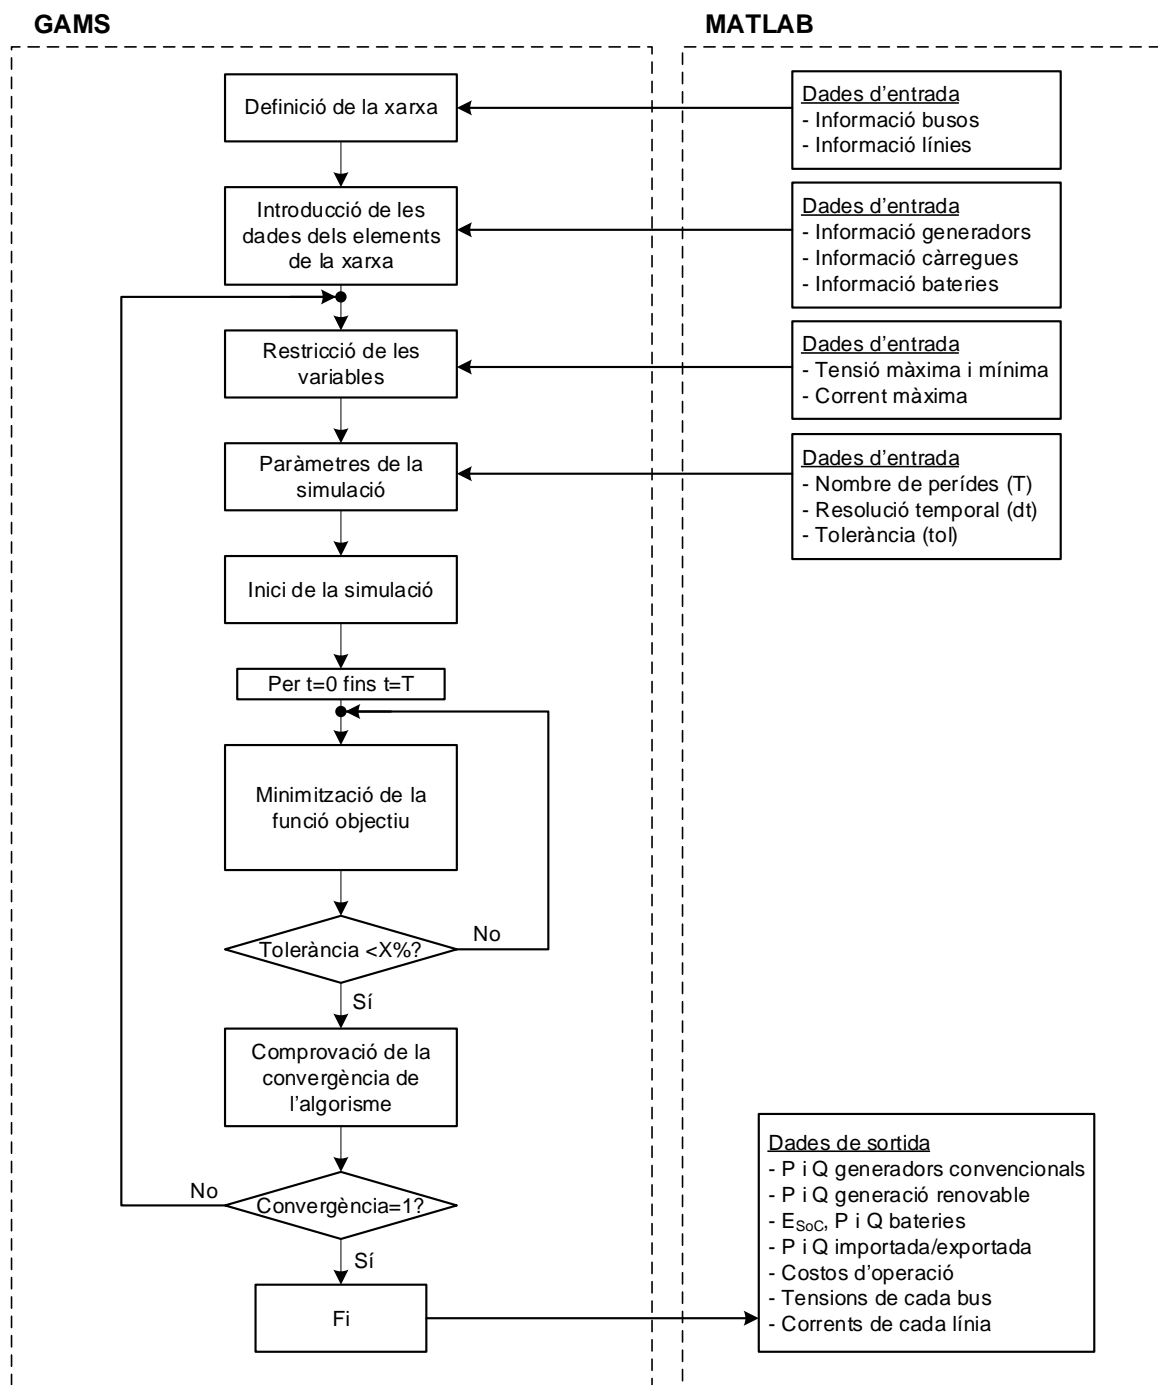 GAMS
MATLAB
Definició de la xarxa
Dades d'entrada
- Informació busos
- Informació línies
Introducció de les
dades dels elements
de la xarxa
Dades d'entrada
- Informació generadors
- Informació càrregues
- Informació bateries
Restricció de les
variables
Dades d'entrada
- Tensió màxima i mínima
- Corrent màxima
Paràmetres de la
simulació
Dades d'entrada
- Nombre de perídes (T)
- Resolució temporal (dt)
- Tolerància (tol)
Inici de la simulació
Per t=0 fins t=T
Minimització de la
funció objectiu
Tolerància <X%?
No
Sí
Comprovació de la
convergència de
l'algorisme
Convergència=1?
No
Sí
Fi
Dades de sortida
- P i Q generadors convencionals
- P i Q generació renovable
- ESoC, P i Q bateries
- P i Q importada/exportada
- Costos d'operació
- Tensions de cada bus
- Corrents de cada línia